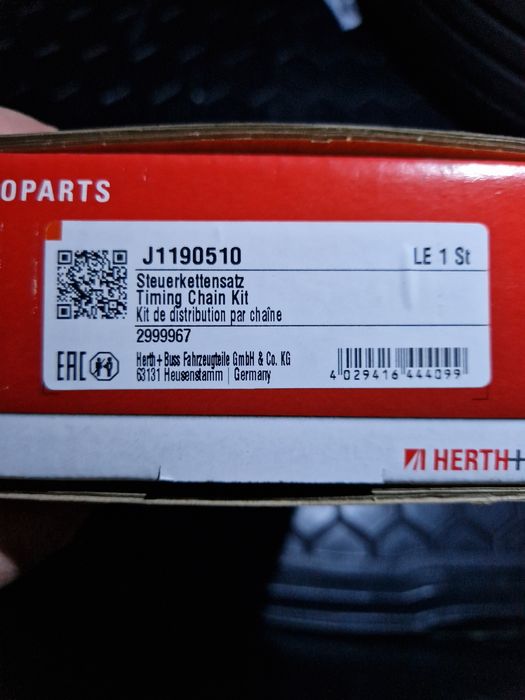 OPARTS
J1190510 LE 1 St
Steuerkettensatz
Timing Chain Kit
Kit de distribution par chaîne
2999967
EAC
Herth+Buss Fahrzeugteile GmbH & Co. KG
63131 Heusenstamm | Germany
4 029416 444099
HERTH+